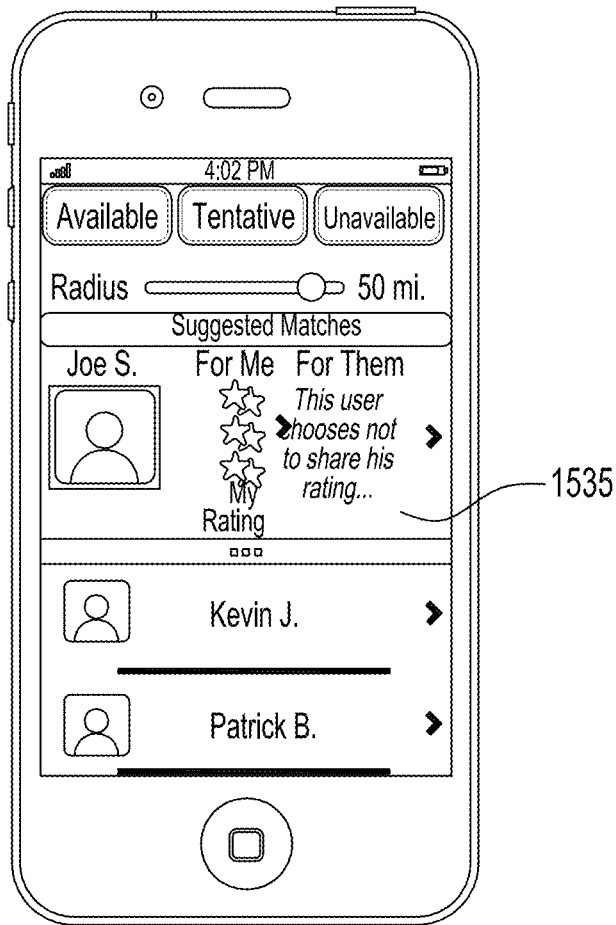 4:02 PM
Available Tentative Unavailable
Radius 50 mi.
Suggested Matches
Joe S. For Me For Them
This user
chooses not
to share his
rating...
My
Rating
1535
Kevin J.
Patrick B.